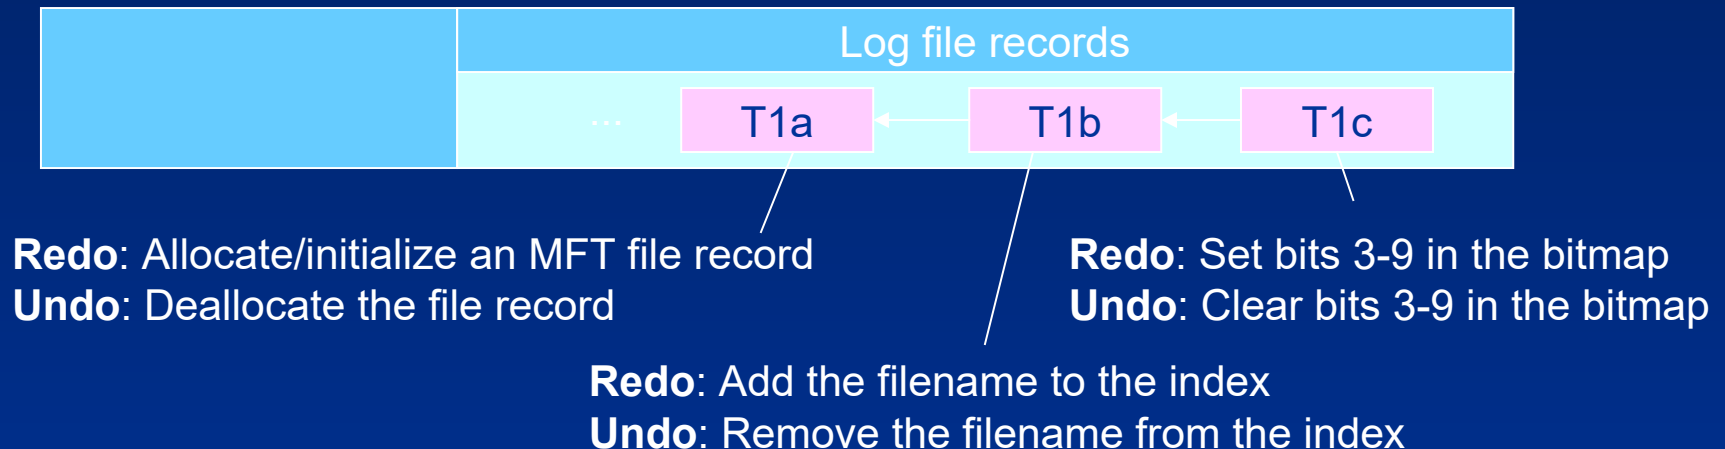 Log file records
... T1a T1b T1c
Redo: Allocate/initialize an MFT file record
Undo: Deallocate the file record
Redo: Set bits 3-9 in the bitmap
Undo: Clear bits 3-9 in the bitmap
Redo: Add the filename to the index
Undo: Remove the filename from the index